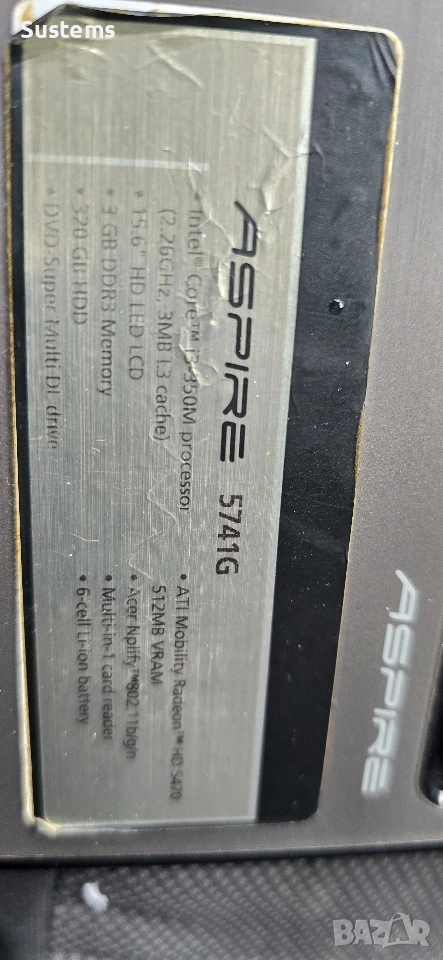 Sustems
ASPIRE 5741G
• Intel® Core™ i3-350M processor
(2.26GHz, 3MB L3 cache)
• 15.6" HD LED LCD
• 3 GB DDR3 Memory
• 320 GB HDD
• DVD-Super Multi DL drive
• ATI Mobility Radeon™ HD 5470
512MB VRAM
• Acer Nplify™802.11b/g/n
• Multi-in-1 card reader
• 6-cell Li-ion battery
ASPIRE
BAZAR